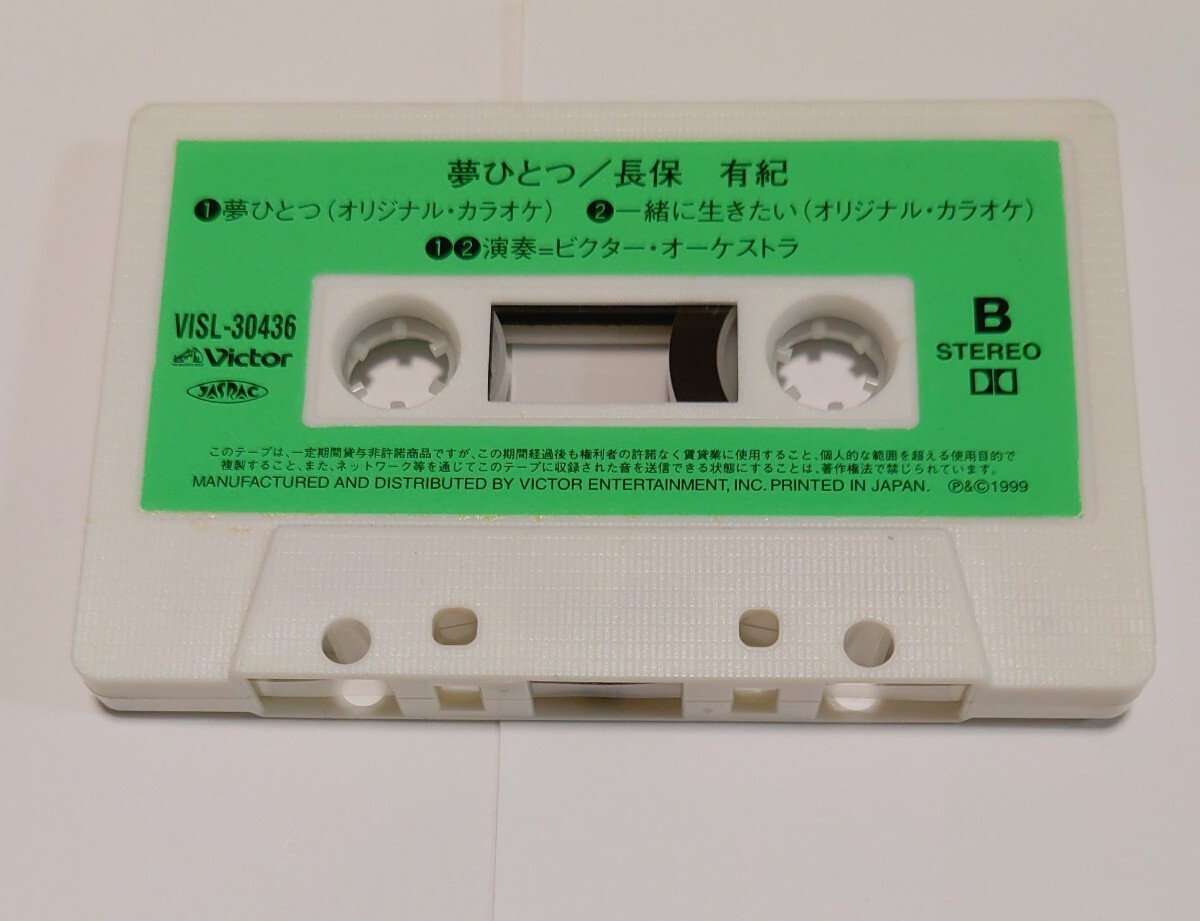 夢ひとつ／長保　有紀
❶夢ひとつ(オリジナル・カラオケ)　❷一緒に生きたい(オリジナル・カラオケ)
❶❷演奏=ビクター・オーケストラ
VISL-30436
Victor
JASRAC
B
STEREO
このテープは、一定期間貸与非許諾商品ですが、この期間経過後も権利者の許諾なく賃貸業に使用すること、個人的な範囲を超える使用目的で
複製すること、また、ネットワーク等を通じてこのテープに収録された音を送信できる状態にすることは、著作権法で禁じられています。
MANUFACTURED AND DISTRIBUTED BY VICTOR ENTERTAINMENT, INC. PRINTED IN JAPAN. ℗&©1999